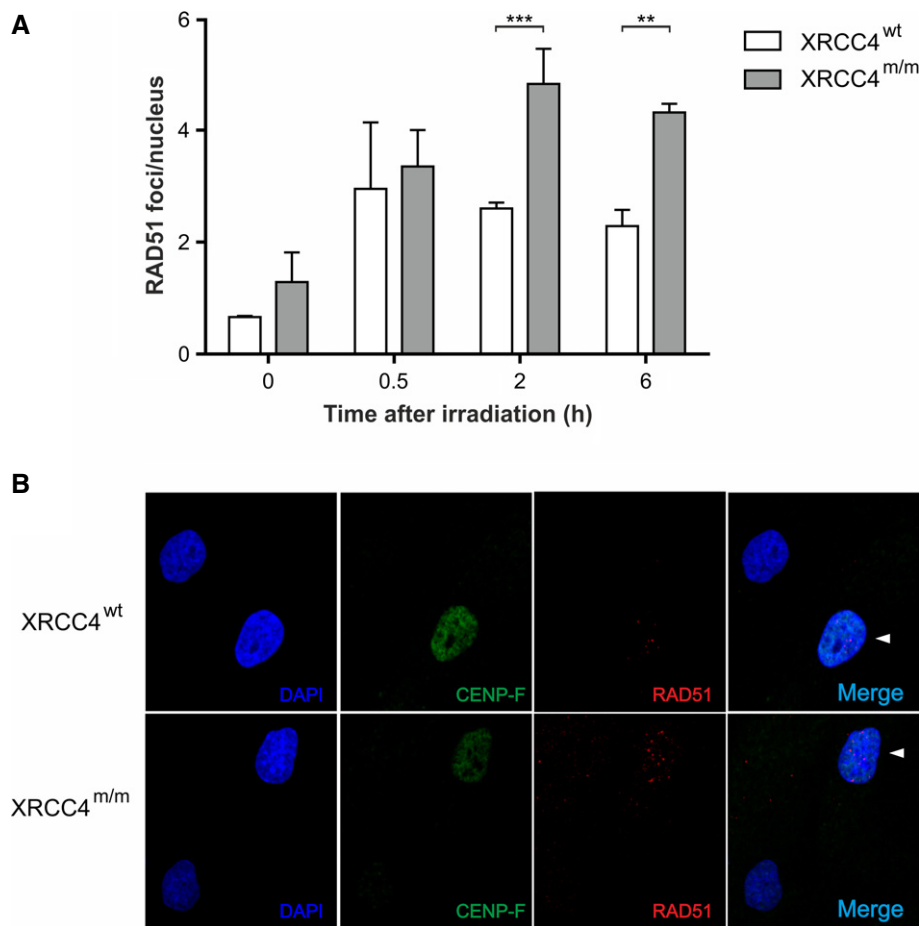 A
RAD51 foci/nucleus
6
4
2
0
***
**
XRCC4wt
XRCC4m/m
0 0.5 2 6
Time after irradiation (h)
B
XRCC4wt
DAPI CENP-F RAD51 Merge
XRCC4m/m
DAPI CENP-F RAD51 Merge